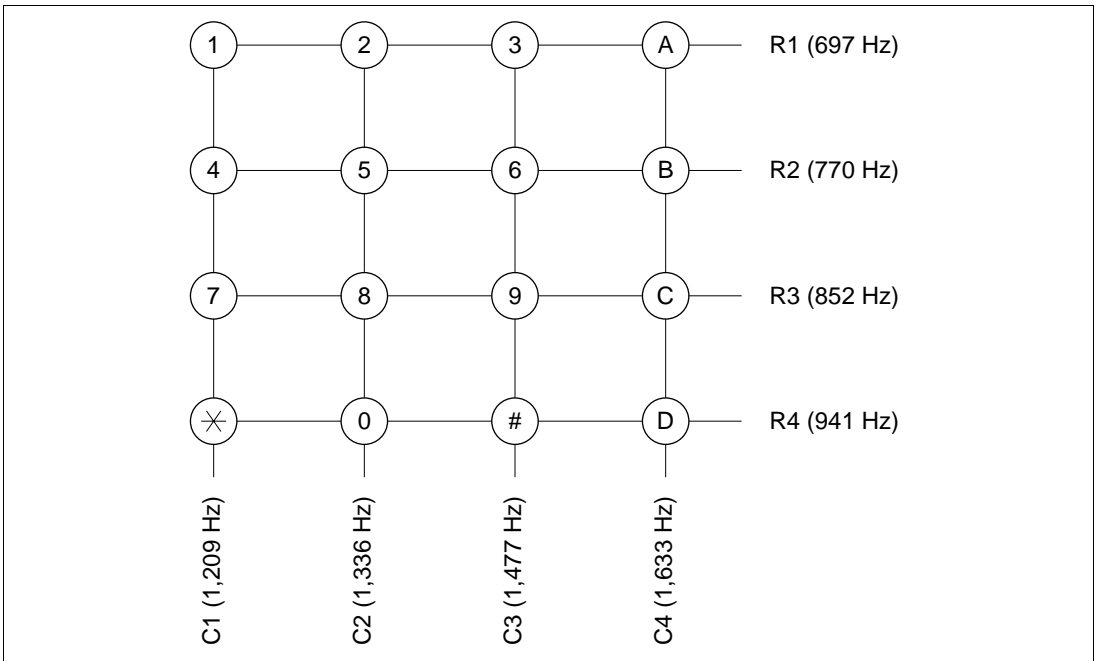 1 2 3 A R1 (697 Hz)
4 5 6 B R2 (770 Hz)
7 8 9 C R3 (852 Hz)
* 0 # D R4 (941 Hz)
C1 (1,209 Hz)
C2 (1,336 Hz)
C3 (1,477 Hz)
C4 (1,633 Hz)